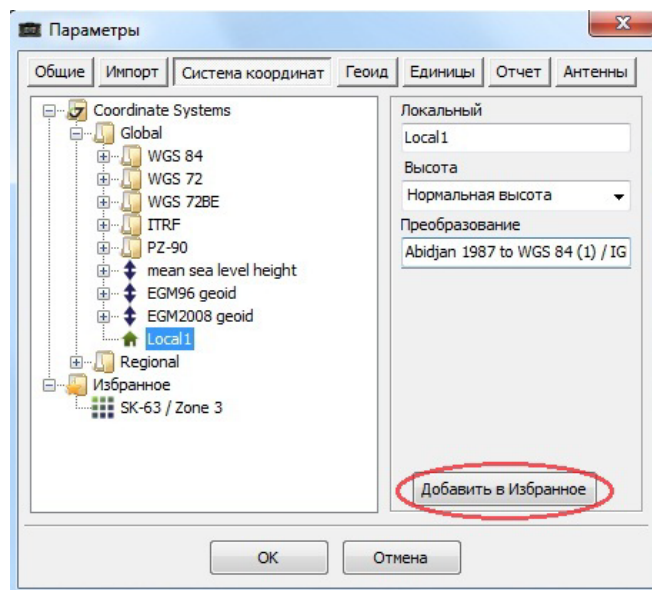 Параметры
Общие Импорт Система координат Геоид Единицы Отчет Антенны
Coordinate Systems
Global
WGS 84
WGS 72
WGS 72BE
ITRF
PZ-90
mean sea level height
EGM96 geoid
EGM2008 geoid
Local1
Regional
Избранное
SK-63 / Zone 3
Локальный
Local1
Высота
Нормальная высота
Преобразование
Abidjan 1987 to WGS 84 (1) / IG
Добавить в Избранное
OK Отмена